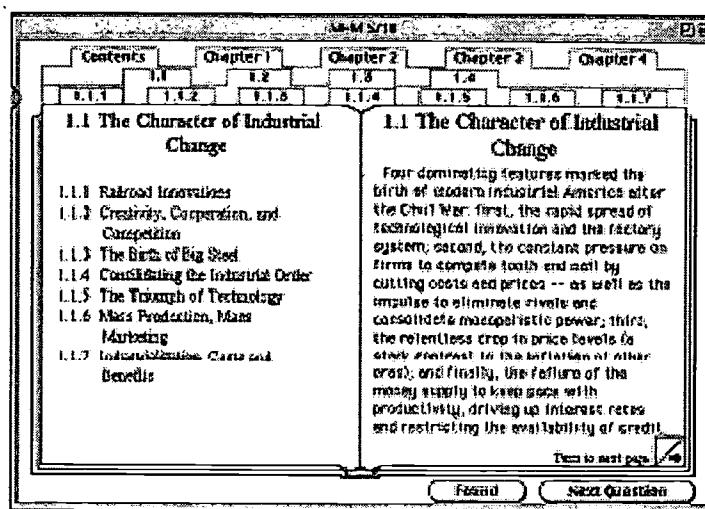 Contents Chapter 1 Chapter 2 Chapter 3 Chapter 4
1.1 1.2 1.3 1.4
1.1.1 1.1.2 1.1.3 1.1.4 1.1.5 1.1.6 1.1.7
1.1 The Character of Industrial
Change
1.1.1 Railroad Innovations
1.1.2 Creativity, Cooperation, and
Competition
1.1.3 The Birth of Big Steel
1.1.4 Consolidating the Industrial Order
1.1.5 The Triumph of Technology
1.1.6 Mass Production, Mass
Marketing
1.1.7 Industrialization: Costs and
Benefits
1.1 The Character of Industrial
Change
Four dominating features marked the
birth of modern industrial America after
the Civil War: first, the rapid spread of
technological innovation and the factory
system; second, the constant pressure on
firms to compete tooth and nail by
cutting costs and prices -- as well as the
impulse to eliminate rivals and
consolidate monopolistic power; third,
the relentless drop in price levels (a
stark contrast to the inflation of other
eras); and finally, the failure of the
money supply to keep pace with
productivity, driving up interest rates
and restricting the availability of credit.
Turn to next page
Found Next Question